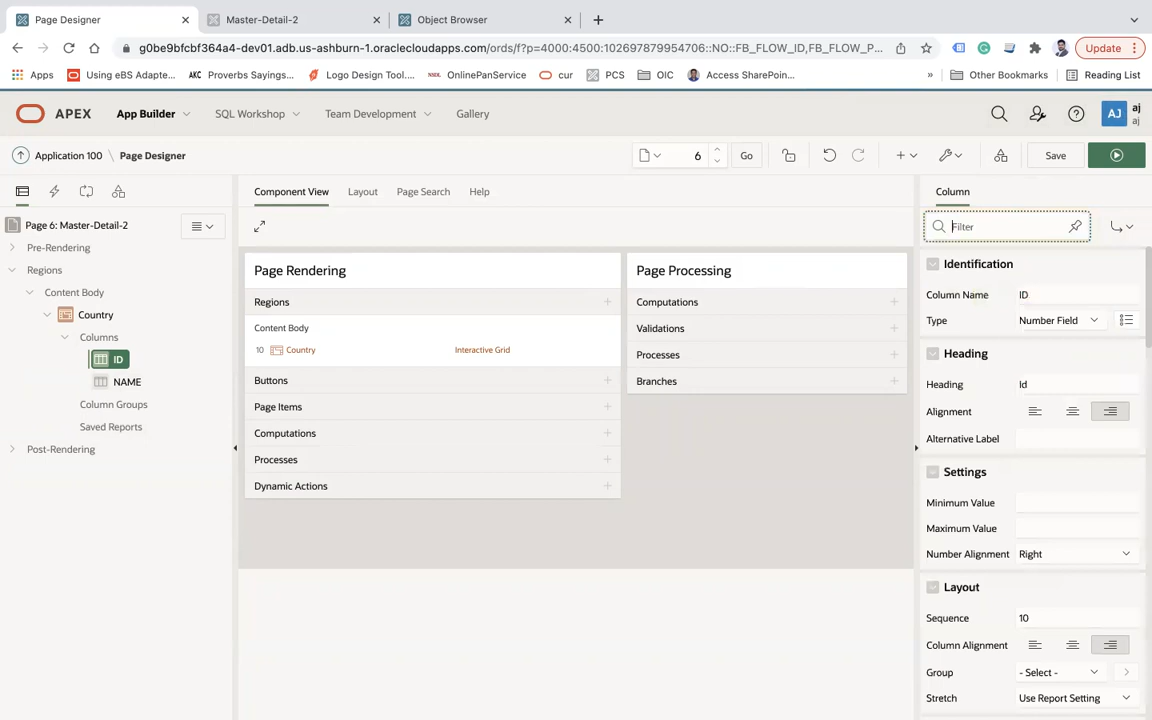 Page Designer
Master-Detail-2
Object Browser
g0be9bfcbf364a4-dev01.adb.us-ashburn-1.oraclecloudapps.com/ords/f?p=4000:4500:102697879954706::NO::FB_FLOW_ID,FB_FLOW_P...
Update
Apps
Using eBS Adapte...
AKC Proverbs Sayings...
Logo Design Tool....
NSDL OnlinePanService
cur
PCS
OIC
Access SharePoin...
»
Other Bookmarks
Reading List
APEX
App Builder
SQL Workshop
Team Development
Gallery
AJ
aj
aj
Application 100 \ Page Designer
6
Go
Save
Component View
Layout
Page Search
Help
Column
Page 6: Master-Detail-2
Pre-Rendering
Regions
Content Body
Country
Columns
ID
NAME
Column Groups
Saved Reports
Post-Rendering
Page Rendering
Regions
Content Body
10 Country Interactive Grid
Buttons
Page Items
Computations
Processes
Dynamic Actions
Page Processing
Computations
Validations
Processes
Branches
Filter
Identification
Column Name ID
Type Number Field
Heading
Heading Id
Alignment
Alternative Label
Settings
Minimum Value
Maximum Value
Number Alignment Right
Layout
Sequence 10
Column Alignment
Group - Select -
Stretch Use Report Setting